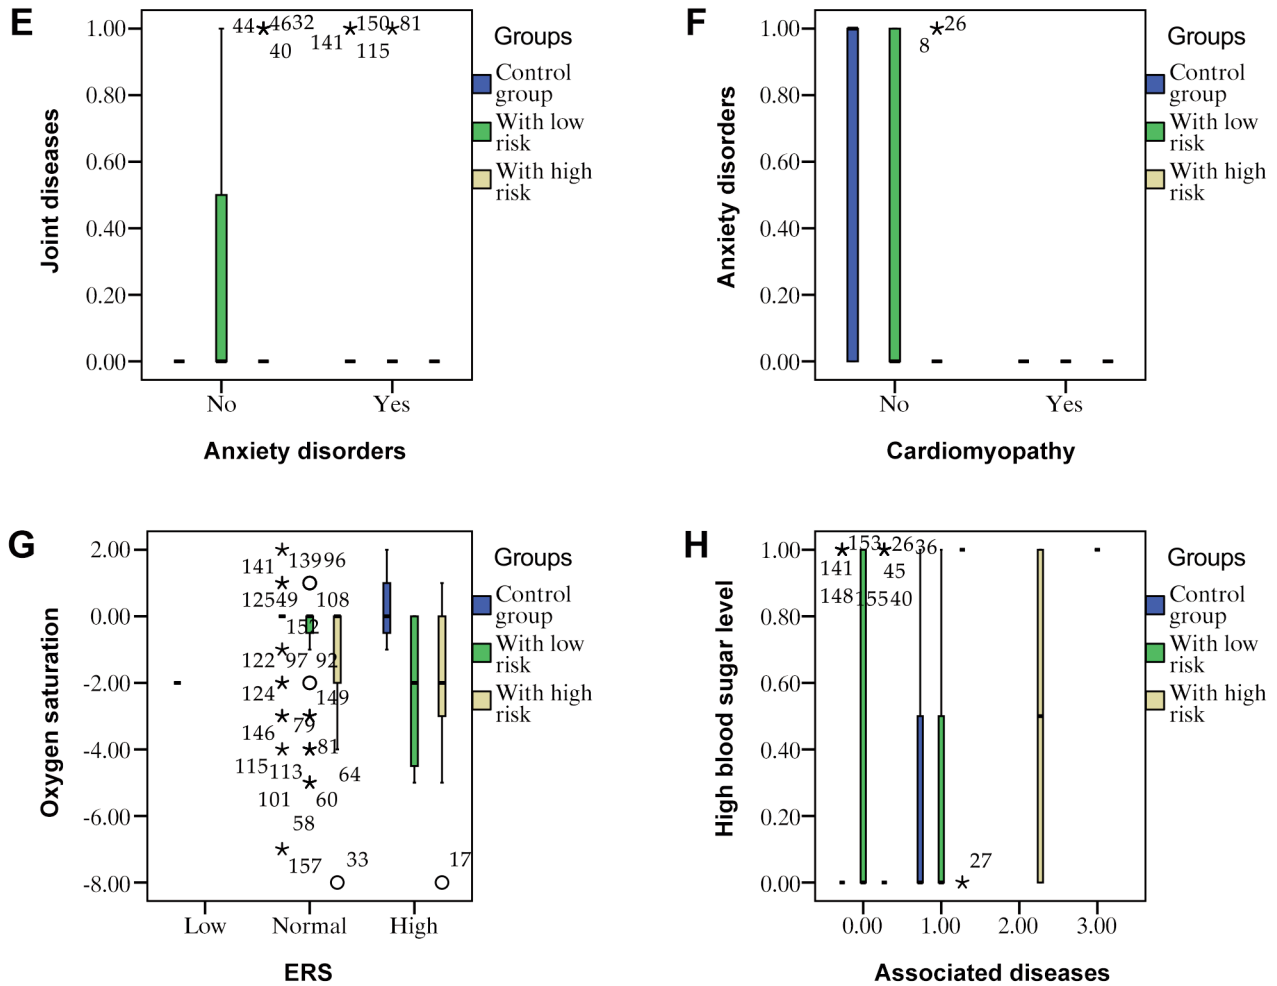 E
1.00
0.80
0.60
0.40
0.20
0.00
Joint diseases
44 4632
40
150 81
141 115
No Yes
Anxiety disorders
Groups
Control
group
With low
risk
With high
risk
F
1.00
0.80
0.60
0.40
0.20
0.00
Anxiety disorders
26
8
No Yes
Cardiomyopathy
Groups
Control
group
With low
risk
With high
risk
G
2.00
0.00
-2.00
-4.00
-6.00
-8.00
Oxygen saturation
141 13996
12549 108
152
122 97 92
124 149
146 79
81
115 113 64
101 60
58
157 33 17
Low Normal High
ERS
Groups
Control
group
With low
risk
With high
risk
H
1.00
0.80
0.60
0.40
0.20
0.00
High blood sugar level
153 26 36
141 45
148 155 40
27
0.00 1.00 2.00 3.00
Associated diseases
Groups
Control
group
With low
risk
With high
risk